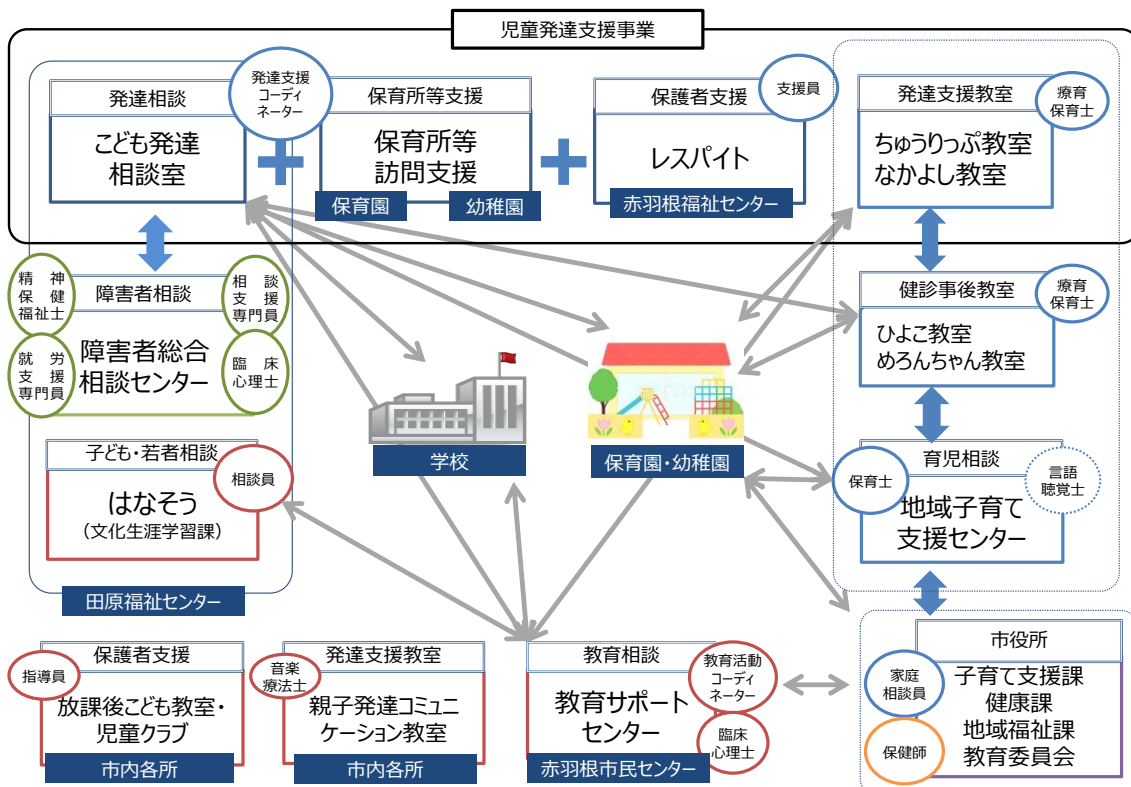 児童発達支援事業
発達相談
こども発達
相談室
発達支援
コーディ
ネーター
保育所等支援
保育所等
訪問支援
保育園
幼稚園
保護者支援
レスパイト
支援員
赤羽根福祉センター
発達支援教室
ちゅうりっぷ教室
なかよし教室
療育
保育士
精神
保健
福祉士
障害者相談
相談
支援
専門員
就労
支援
専門員
障害者総合
相談センター
臨床
心理士
健診事後教室
ひよこ教室
めろんちゃん教室
療育
保育士
学校
保育園・幼稚園
子ども・若者相談
はなそう
(文化生涯学習課)
相談員
田原福祉センター
保育士
育児相談
地域子育て
支援センター
言語
聴覚士
指導員
保護者支援
放課後こども教室・
児童クラブ
市内各所
音楽
療法士
発達支援教室
親子発達コミュニ
ケーション教室
市内各所
教育相談
教育サポート
センター
教育活動
コーディ
ネーター
臨床
心理士
赤羽根市民センター
市役所
家庭
相談員
保健師
子育て支援課
健康課
地域福祉課
教育委員会